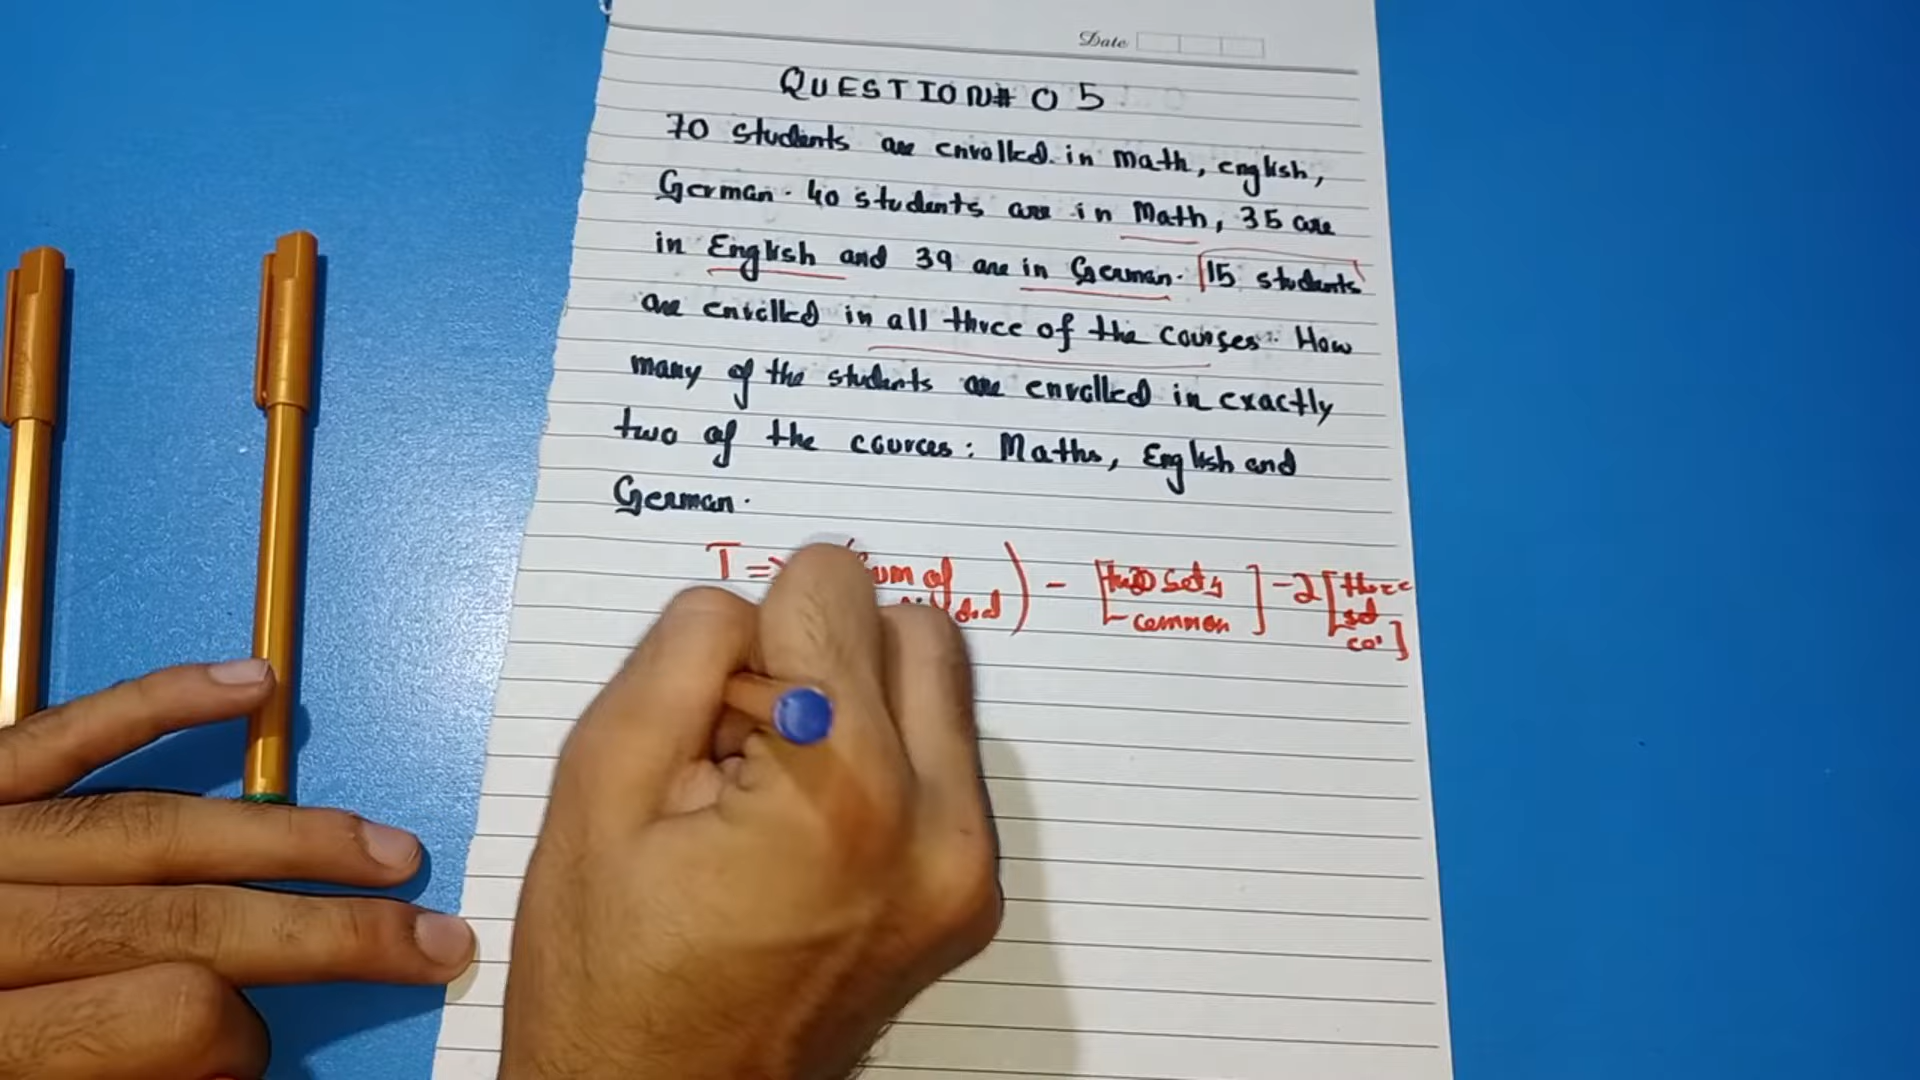 Date
QUESTION# 05
70 students are enrolled in Math, english,
German. 40 students are in Math, 35 are
in English and 39 are in German. 15 students
are enrolled in all three of the courses. How
many of the students are enrolled in exactly
two of the cources: Maths, English and
German.
T => (Sum of ) - [two sets ] -2 [three
common set
co. ]